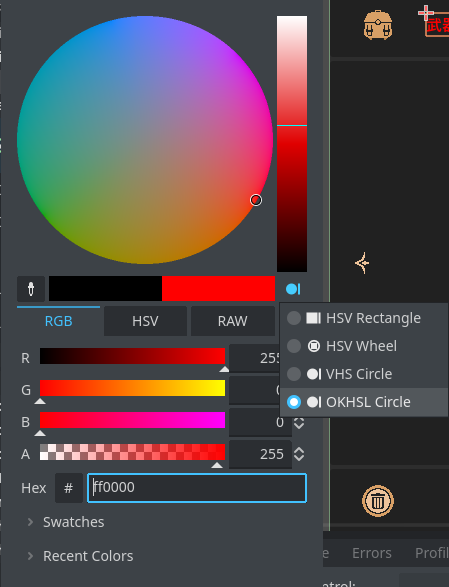 武器
HSV Rectangle
RGB
HSV
RAW
HSV Wheel
R
255
VHS Circle
G
0
OKHSL Circle
B
0
A
255
Hex
#
ff0000
Swatches
Errors
Profil
Recent Colors
ntrol: